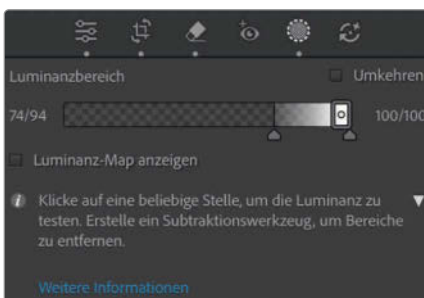 Luminanzbereich Umkehren
74/94 100/100
Luminanz-Map anzeigen
Klicke auf eine beliebige Stelle, um die Luminanz zu
testen. Erstelle ein Subtraktionswerkzeug, um Bereiche
zu entfernen.
Weitere Informationen